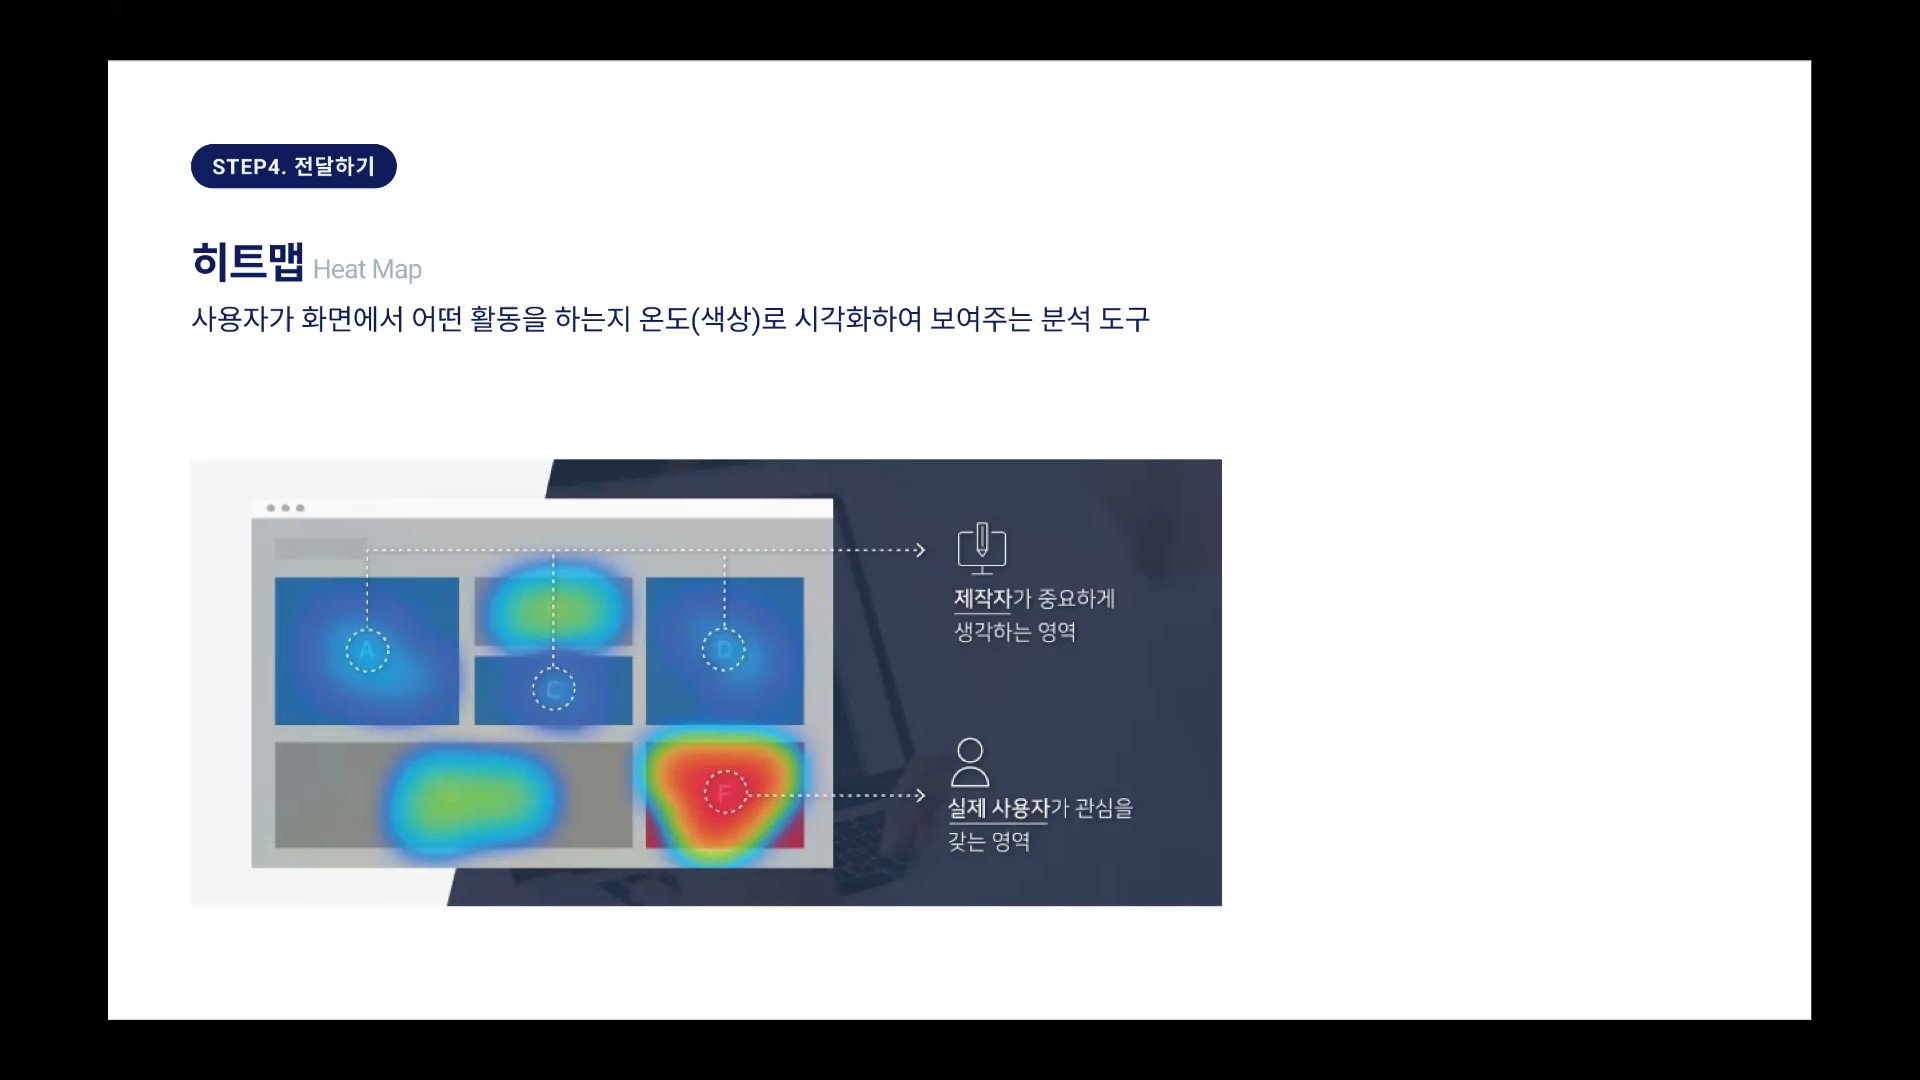 STEP4. 전달하기
히트맵 Heat Map
사용자가 화면에서 어떤 활동을 하는지 온도(색상)로 시각화하여 보여주는 분석 도구
A
C
D
F
제작자가 중요하게
생각하는 영역
실제 사용자가 관심을
갖는 영역